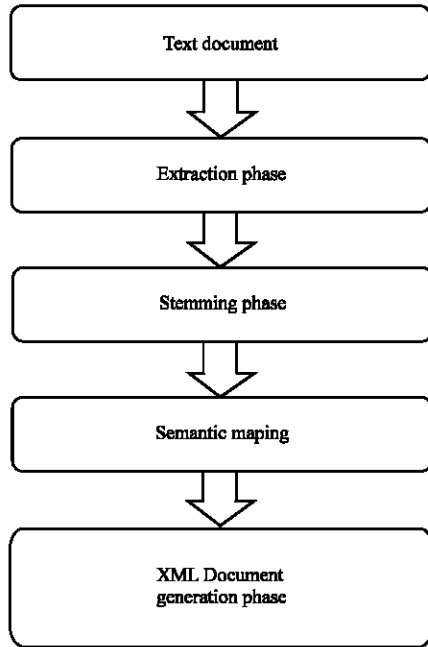 Text document
Extraction phase
Stemming phase
Semantic maping
XML Document
generation phase